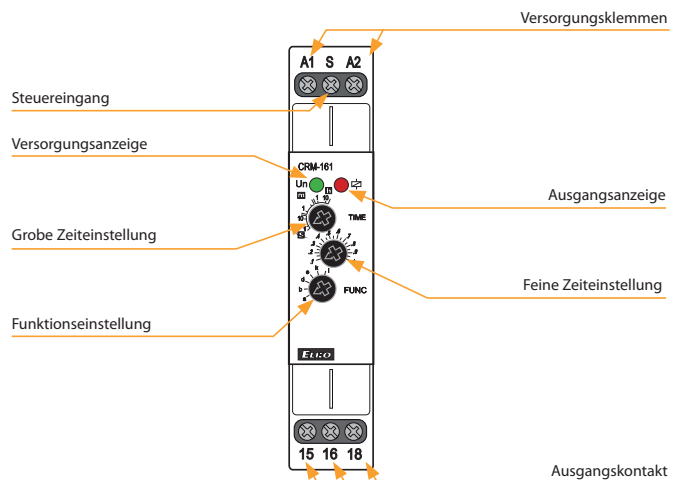 Versorgungsklemmen
A1 S A2
Steuereingang
Versorgungsanzeige
CRM-161
Un
Ausgangsanzeige
TIME
Grobe Zeiteinstellung
Feine Zeiteinstellung
FUNC
Funktionseinstellung
ELKO
15 16 18
Ausgangskontakt